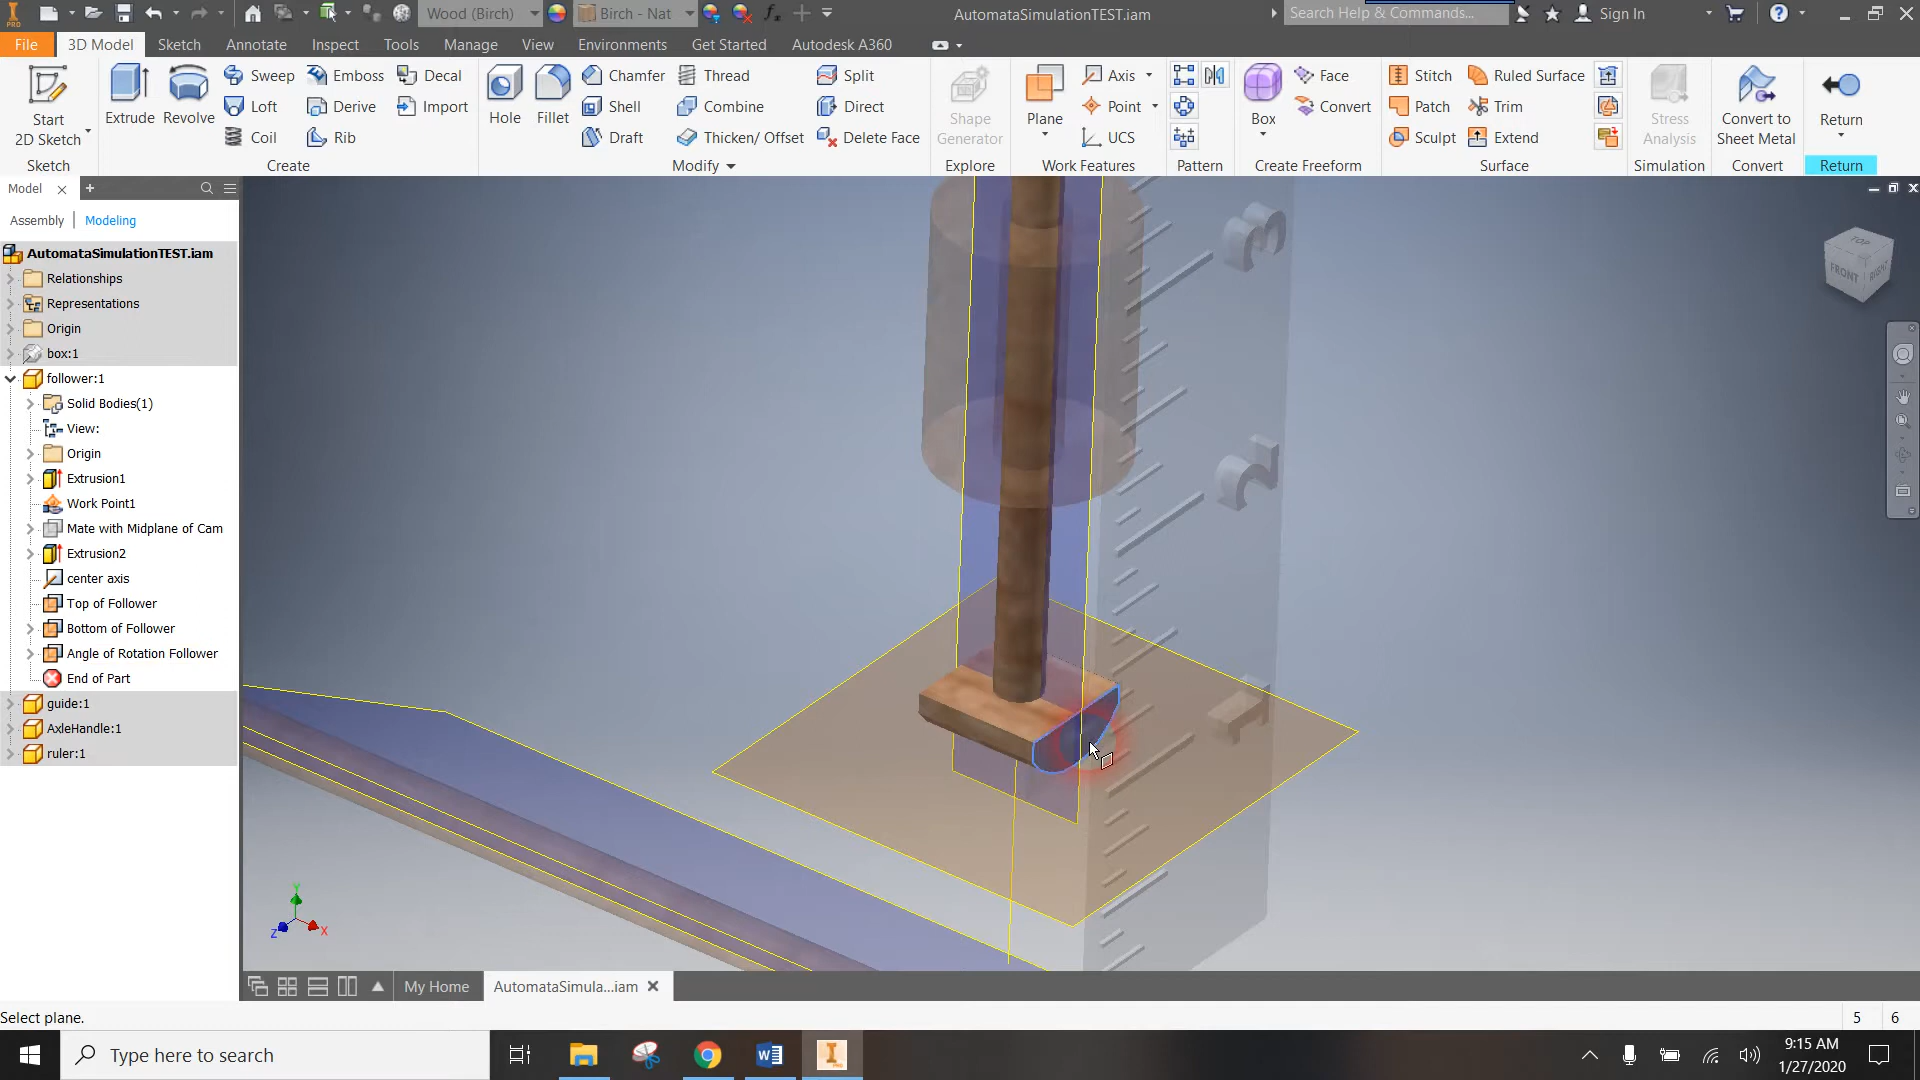 Wood (Birch)
Birch - Nat
AutomataSimulationTEST.iam
Search Help & Commands...
Sign In
PRO
File
3D Model
Sketch
Annotate
Inspect
Tools
Manage
View
Environments
Get Started
Autodesk A360
Start
2D Sketch
Extrude
Revolve
Sweep
Loft
Coil
Emboss
Derive
Rib
Decal
Import
Hole
Fillet
Chamfer
Shell
Draft
Thread
Combine
Thicken/ Offset
Split
Direct
Delete Face
Shape
Generator
Plane
Axis
Point
UCS
Box
Face
Convert
Stitch
Patch
Sculpt
Ruled Surface
Trim
Extend
Stress
Analysis
Convert to
Sheet Metal
Return
Sketch
Create
Modify
Explore
Work Features
Pattern
Create Freeform
Surface
Simulation
Convert
Return
Model
Assembly
Modeling
AutomataSimulationTEST.iam
Relationships
Representations
Origin
box:1
follower:1
Solid Bodies(1)
View:
Origin
Extrusion1
Work Point1
Mate with Midplane of Cam
Extrusion2
center axis
Top of Follower
Bottom of Follower
Angle of Rotation Follower
End of Part
guide:1
AxleHandle:1
ruler:1
3
2
1
TOP
FRONT
RIGHT
Y
Z
X
My Home
AutomataSimula...iam
Select plane.
5
6
Type here to search
9:15 AM
1/27/2020